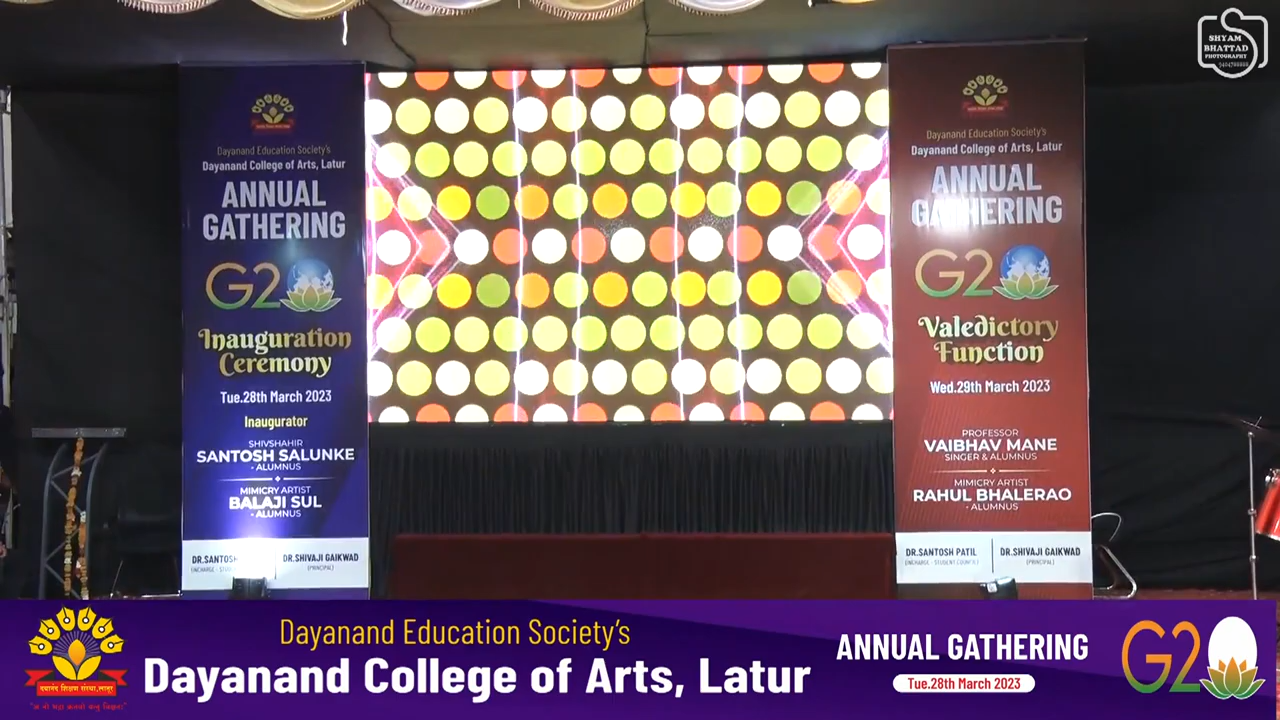 SHYAM
BHATTAD
PHOTOGRAPHY
Dayanand Education Society's
Dayanand College of Arts, Latur
ANNUAL
GATHERING
G20
Inauguration
Ceremony
Tue.28th March 2023
Inaugurator
SHIVSHAHIR
SANTOSH SALUNKE
- ALUMNUS
MIMICRY ARTIST
BALAJI SUL
- ALUMNUS
DR.SANTOSH
DR.SHIVAJI GAIKWAD
(PRINCIPAL)
Dayanand Education Society's
Dayanand College of Arts, Latur
ANNUAL
GATHERING
G20
Valedictory
Function
Wed.29th March 2023
PROFESSOR
VAIBHAV MANE
SINGER & ALUMNUS
MIMICRY ARTIST
RAHUL BHALERAO
- ALUMNUS
DR.SANTOSH PATIL
(INCHARGE - STUDENT COUNCIL)
DR.SHIVAJI GAIKWAD
(PRINCIPAL)
दयानंद शिक्षण संस्था, लातूर
Dayanand Education Society's
Dayanand College of Arts, Latur
ANNUAL GATHERING
Tue.28th March 2023
G20